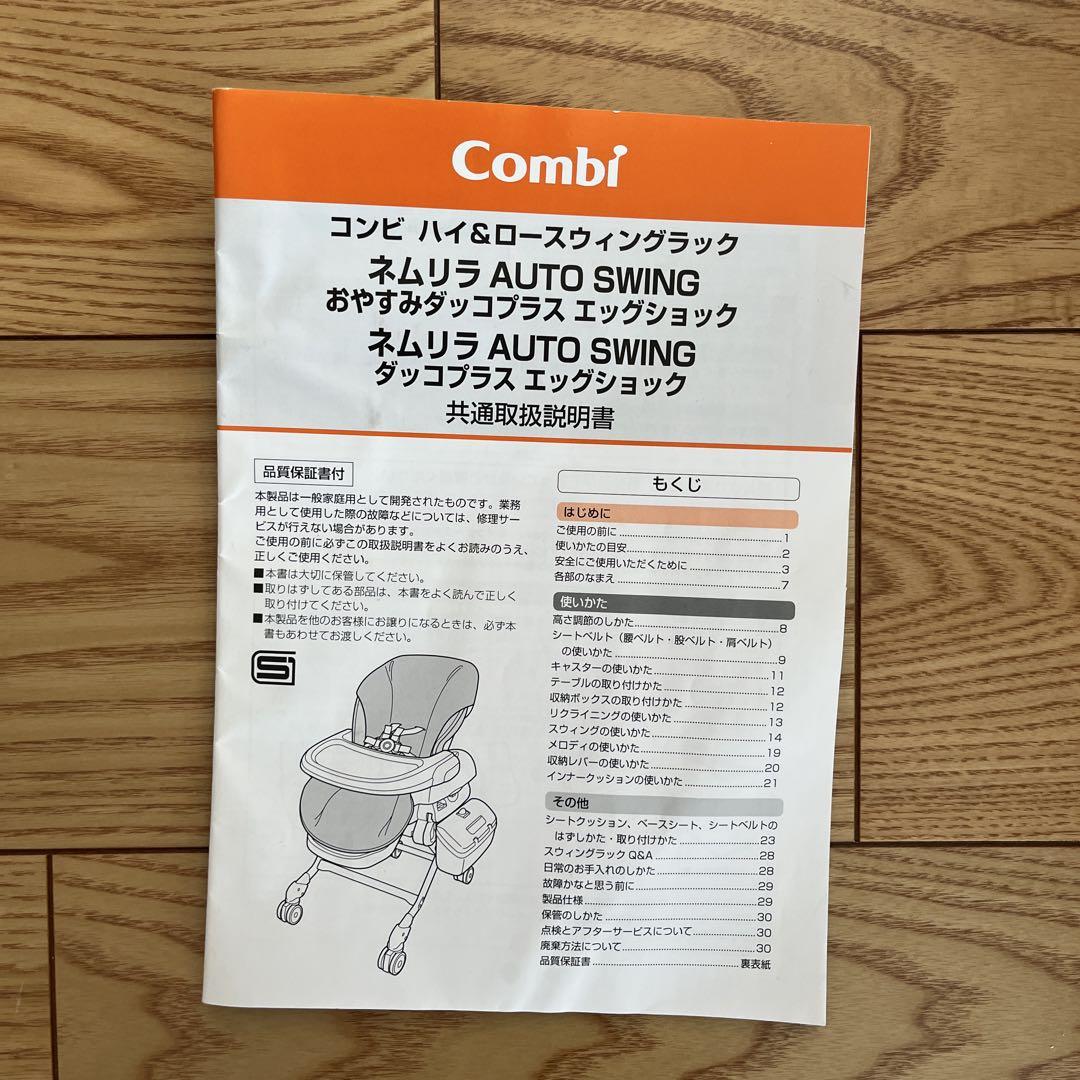 Combi
コンビ ハイ&ロースウィングラック
ネムリラ AUTO SWING
おやすみダッコプラス エッグショック
ネムリラ AUTO SWING
ダッコプラス エッグショック
共通取扱説明書
品質保証書付
本製品は一般家庭用として開発されたものです。業務
用として使用した際の故障などについては、修理サー
ビスが行えない場合があります。
ご使用の前に必ずこの取扱説明書をよくお読みのうえ、
正しくご使用ください。
■本書は大切に保管してください。
■取りはずしてある部品は、本書をよく読んで正しく
取り付けてください。
■本製品を他のお客様にお譲りになるときは、必ず本
書もあわせてお渡しください。
もくじ
はじめに
ご使用の前に 1
使いかたの目安 2
安全にご使用いただくために 3
各部のなまえ 7
使いかた
高さ調節のしかた 8
シートベルト(腰ベルト・股ベルト・肩ベルト)
の使いかた 9
キャスターの使いかた 11
テーブルの取り付けかた 12
収納ボックスの取り付けかた 12
リクライニングの使いかた 13
スウィングの使いかた 14
メロディの使いかた 19
収納レバーの使いかた 20
インナークッションの使いかた 21
その他
シートクッション、ベースシート、シートベルトの
はずしかた・取り付けかた 23
スウィングラック Q&A 28
日常のお手入れのしかた 28
故障かなと思う前に 29
製品仕様 29
保管のしかた 30
点検とアフターサービスについて 30
廃棄方法について 30
品質保証書 裏表紙